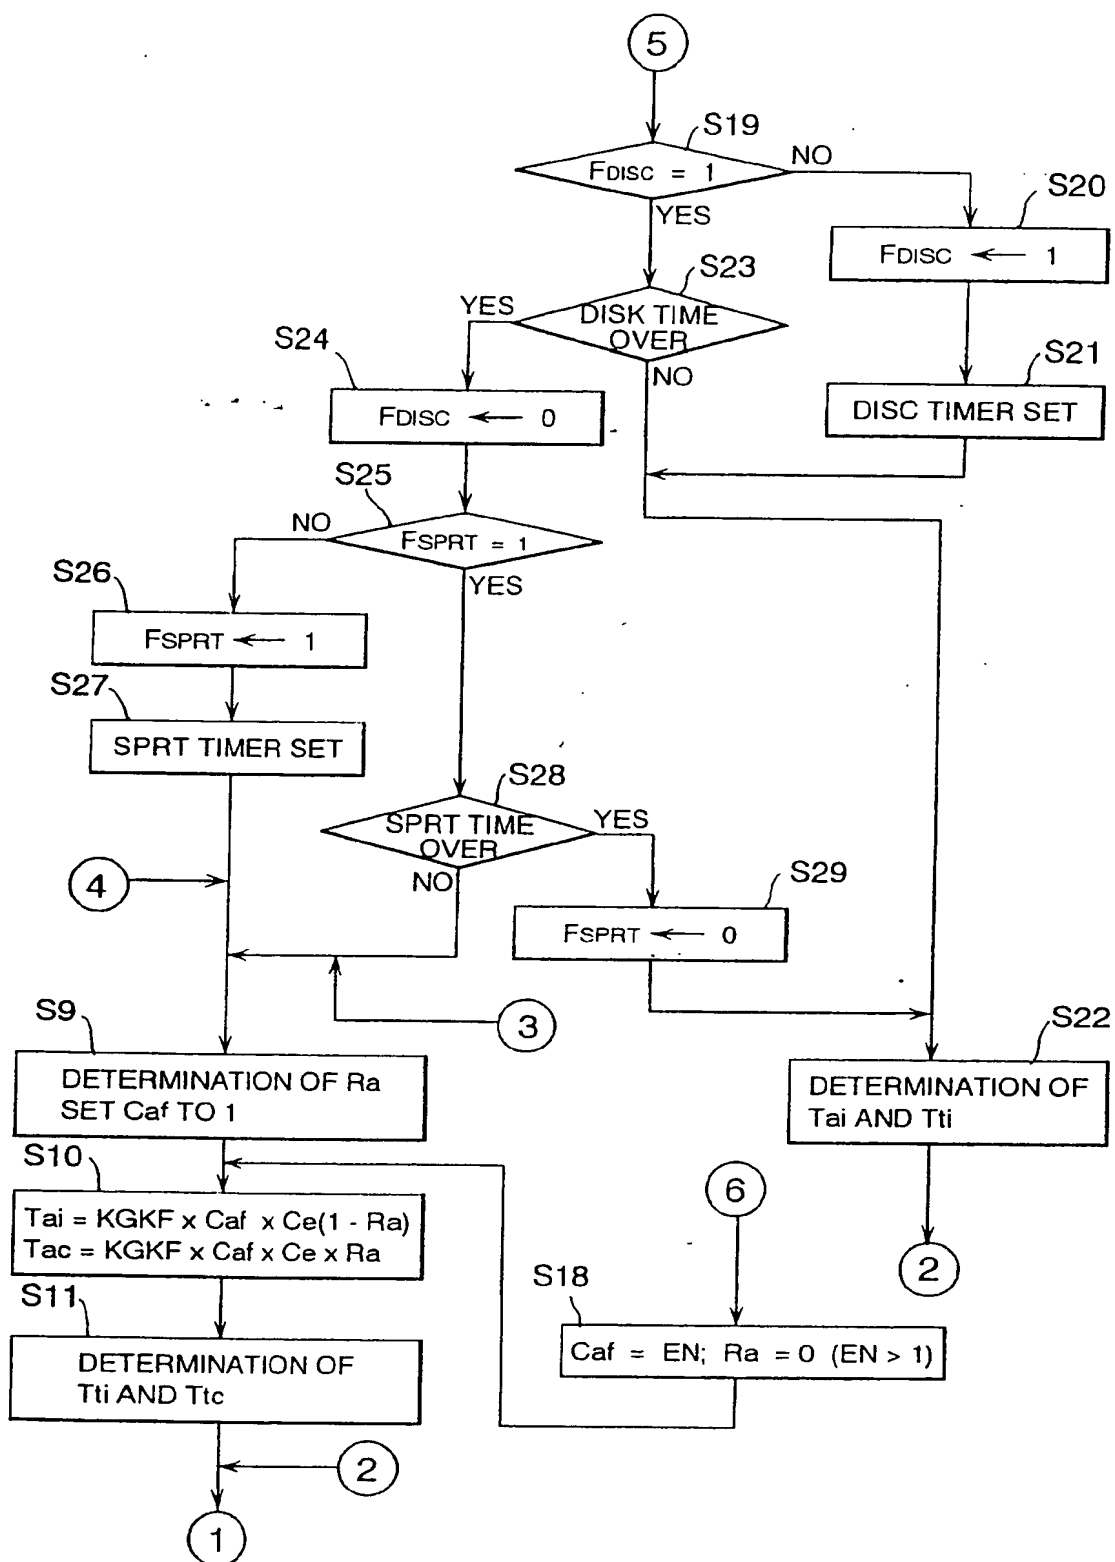 5
S19
FDISC = 1
NO
YES
S20
FDISC ← 1
S23
YES
DISK TIME
OVER
NO
S21
DISC TIMER SET
S24
FDISC ← 0
S25
NO
FSPRT = 1
YES
S26
FSPRT ← 1
S27
SPRT TIMER SET
S28
SPRT TIME
OVER
YES
NO
4
S29
FSPRT ← 0
3
S9
DETERMINATION OF Ra
SET Caf TO 1
S22
DETERMINATION OF
Tai AND Tti
S10
Tai = KGKF x Caf x Ce(1 - Ra)
Tac = KGKF x Caf x Ce x Ra
6
2
S11
DETERMINATION OF
Tti AND Ttc
S18
Caf = EN; Ra = 0 (EN > 1)
2
1